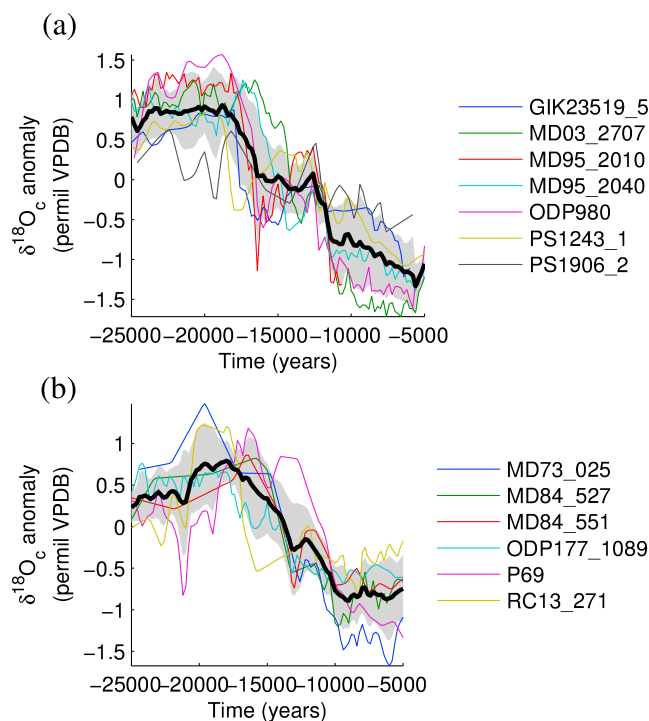 (a)
δ¹⁸Oc anomaly
(permil VPDB)
1.5
1
0.5
0
−0.5
−1
−1.5
−25000 −20000 −15000 −10000 −5000
Time (years)
GIK23519_5
MD03_2707
MD95_2010
MD95_2040
ODP980
PS1243_1
PS1906_2
(b)
δ¹⁸Oc anomaly
(permil VPDB)
1
0.5
0
−0.5
−1
−1.5
−25000 −20000 −15000 −10000 −5000
Time (years)
MD73_025
MD84_527
MD84_551
ODP177_1089
P69
RC13_271